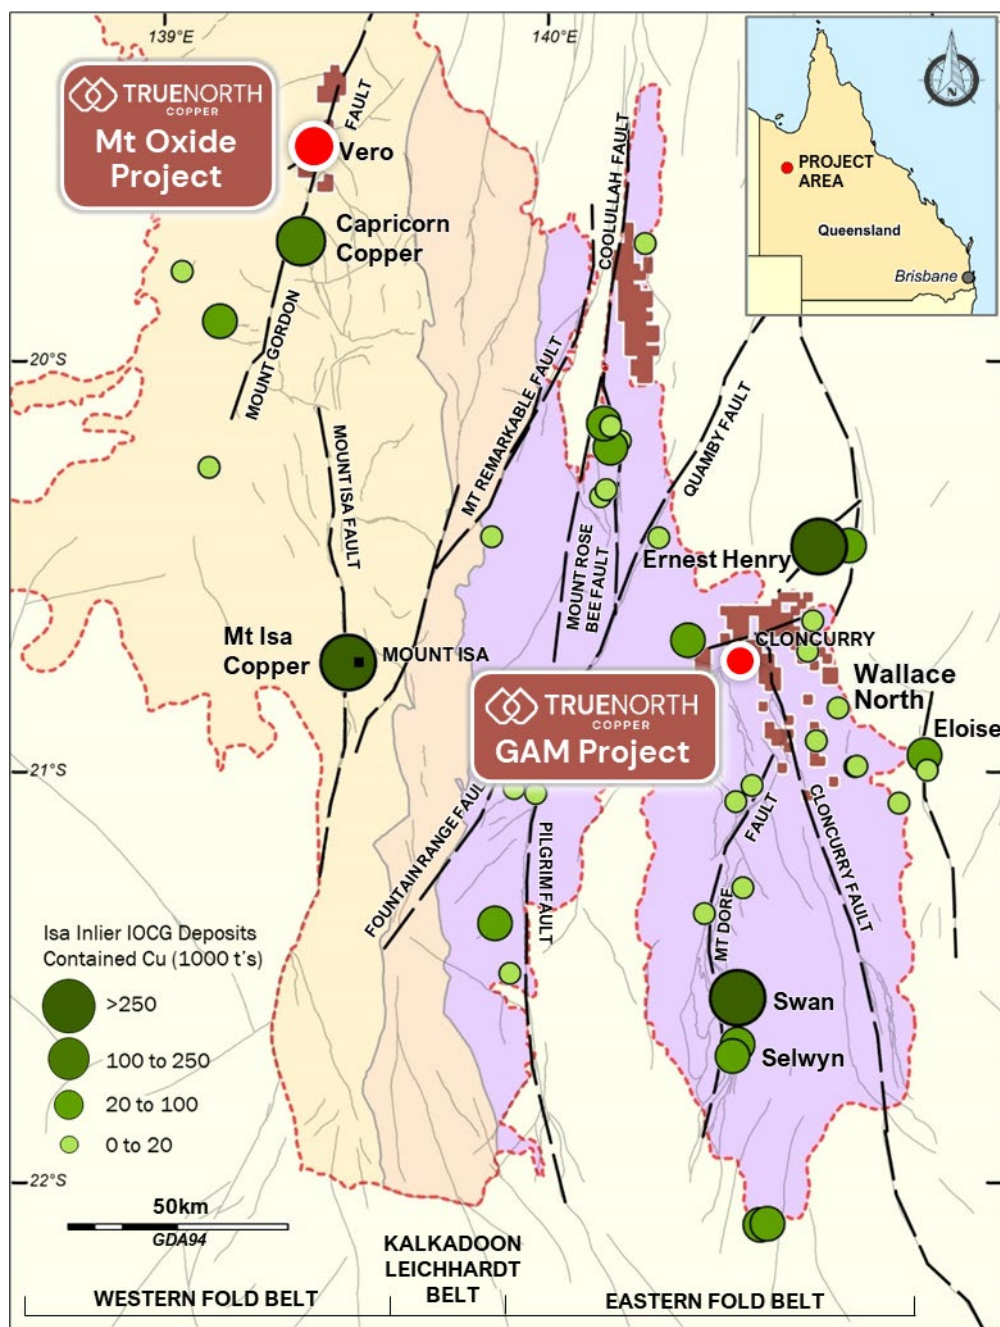 139°E
140°E
TRUENORTH
COPPER
Mt Oxide
Project
FAULT
Vero
Capricorn
Copper
MOUNT GORDON
COOLULLAH FAULT
N
PROJECT
AREA
Queensland
Brisbane
20°S
MOUNT ISA FAULT
MT REMARKABLE FAULT
QUAMBY FAULT
MOUNT ROSE
BEE FAULT
Ernest Henry
Mt Isa
Copper
MOUNT ISA
CLONCURRY
Wallace
North
Eloise
TRUENORTH
COPPER
GAM Project
21°S
FOUNTAIN RANGE FAUL
PILGRIM FAULT
FAULT
MT DORE
CLONCURRY FAULT
Isa Inlier IOCG Deposits
Contained Cu (1000 t's)
>250
100 to 250
20 to 100
0 to 20
Swan
Selwyn
22°S
50km
GDA94
WESTERN FOLD BELT
KALKADOON
LEICHHARDT
BELT
EASTERN FOLD BELT